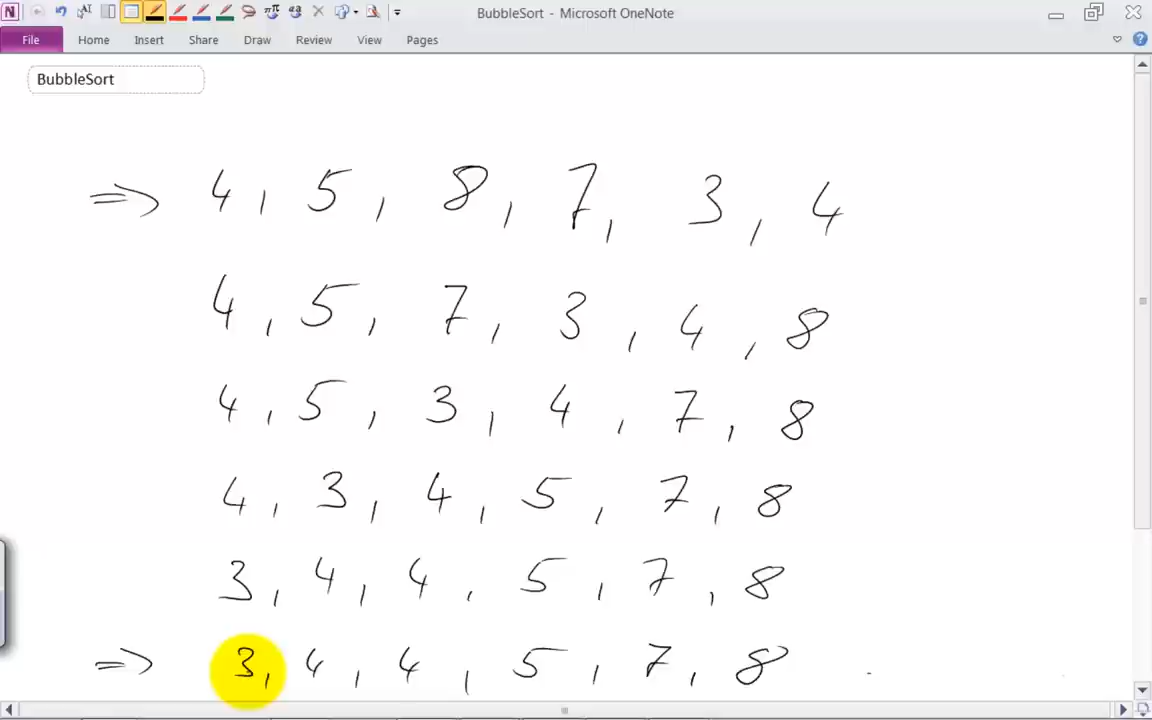 BubbleSort - Microsoft OneNote
File Home Insert Share Draw Review View Pages
BubbleSort
⇒ 4, 5, 8, 7, 3, 4
4, 5, 7, 3, 4, 8
4, 5, 3, 4, 7, 8
4, 3, 4, 5, 7, 8
3, 4, 4, 5, 7, 8
⇒ 3, 4, 4, 5, 7, 8